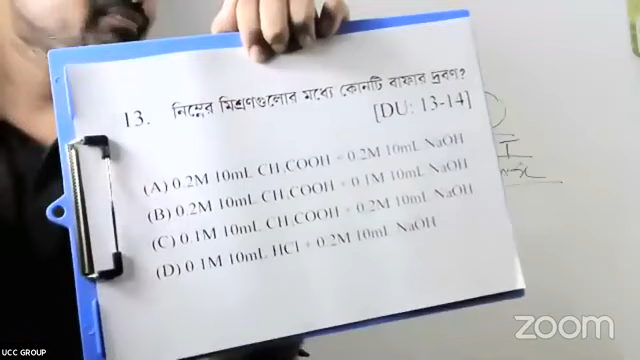 13. নিম্নের মিশ্রণগুলোর মধ্যে কোনটি বাফার দ্রবণ?
[DU: 13-14]
(A) 0.2M 10mL CH3COOH + 0.2M 10mL NaOH
(B) 0.2M 10mL CH3COOH + 0.1M 10mL NaOH
(C) 0.1M 10mL CH3COOH + 0.2M 10mL NaOH
(D) 0.1M 10mL HCl + 0.2M 10mL NaOH
zoom
UCC GROUP